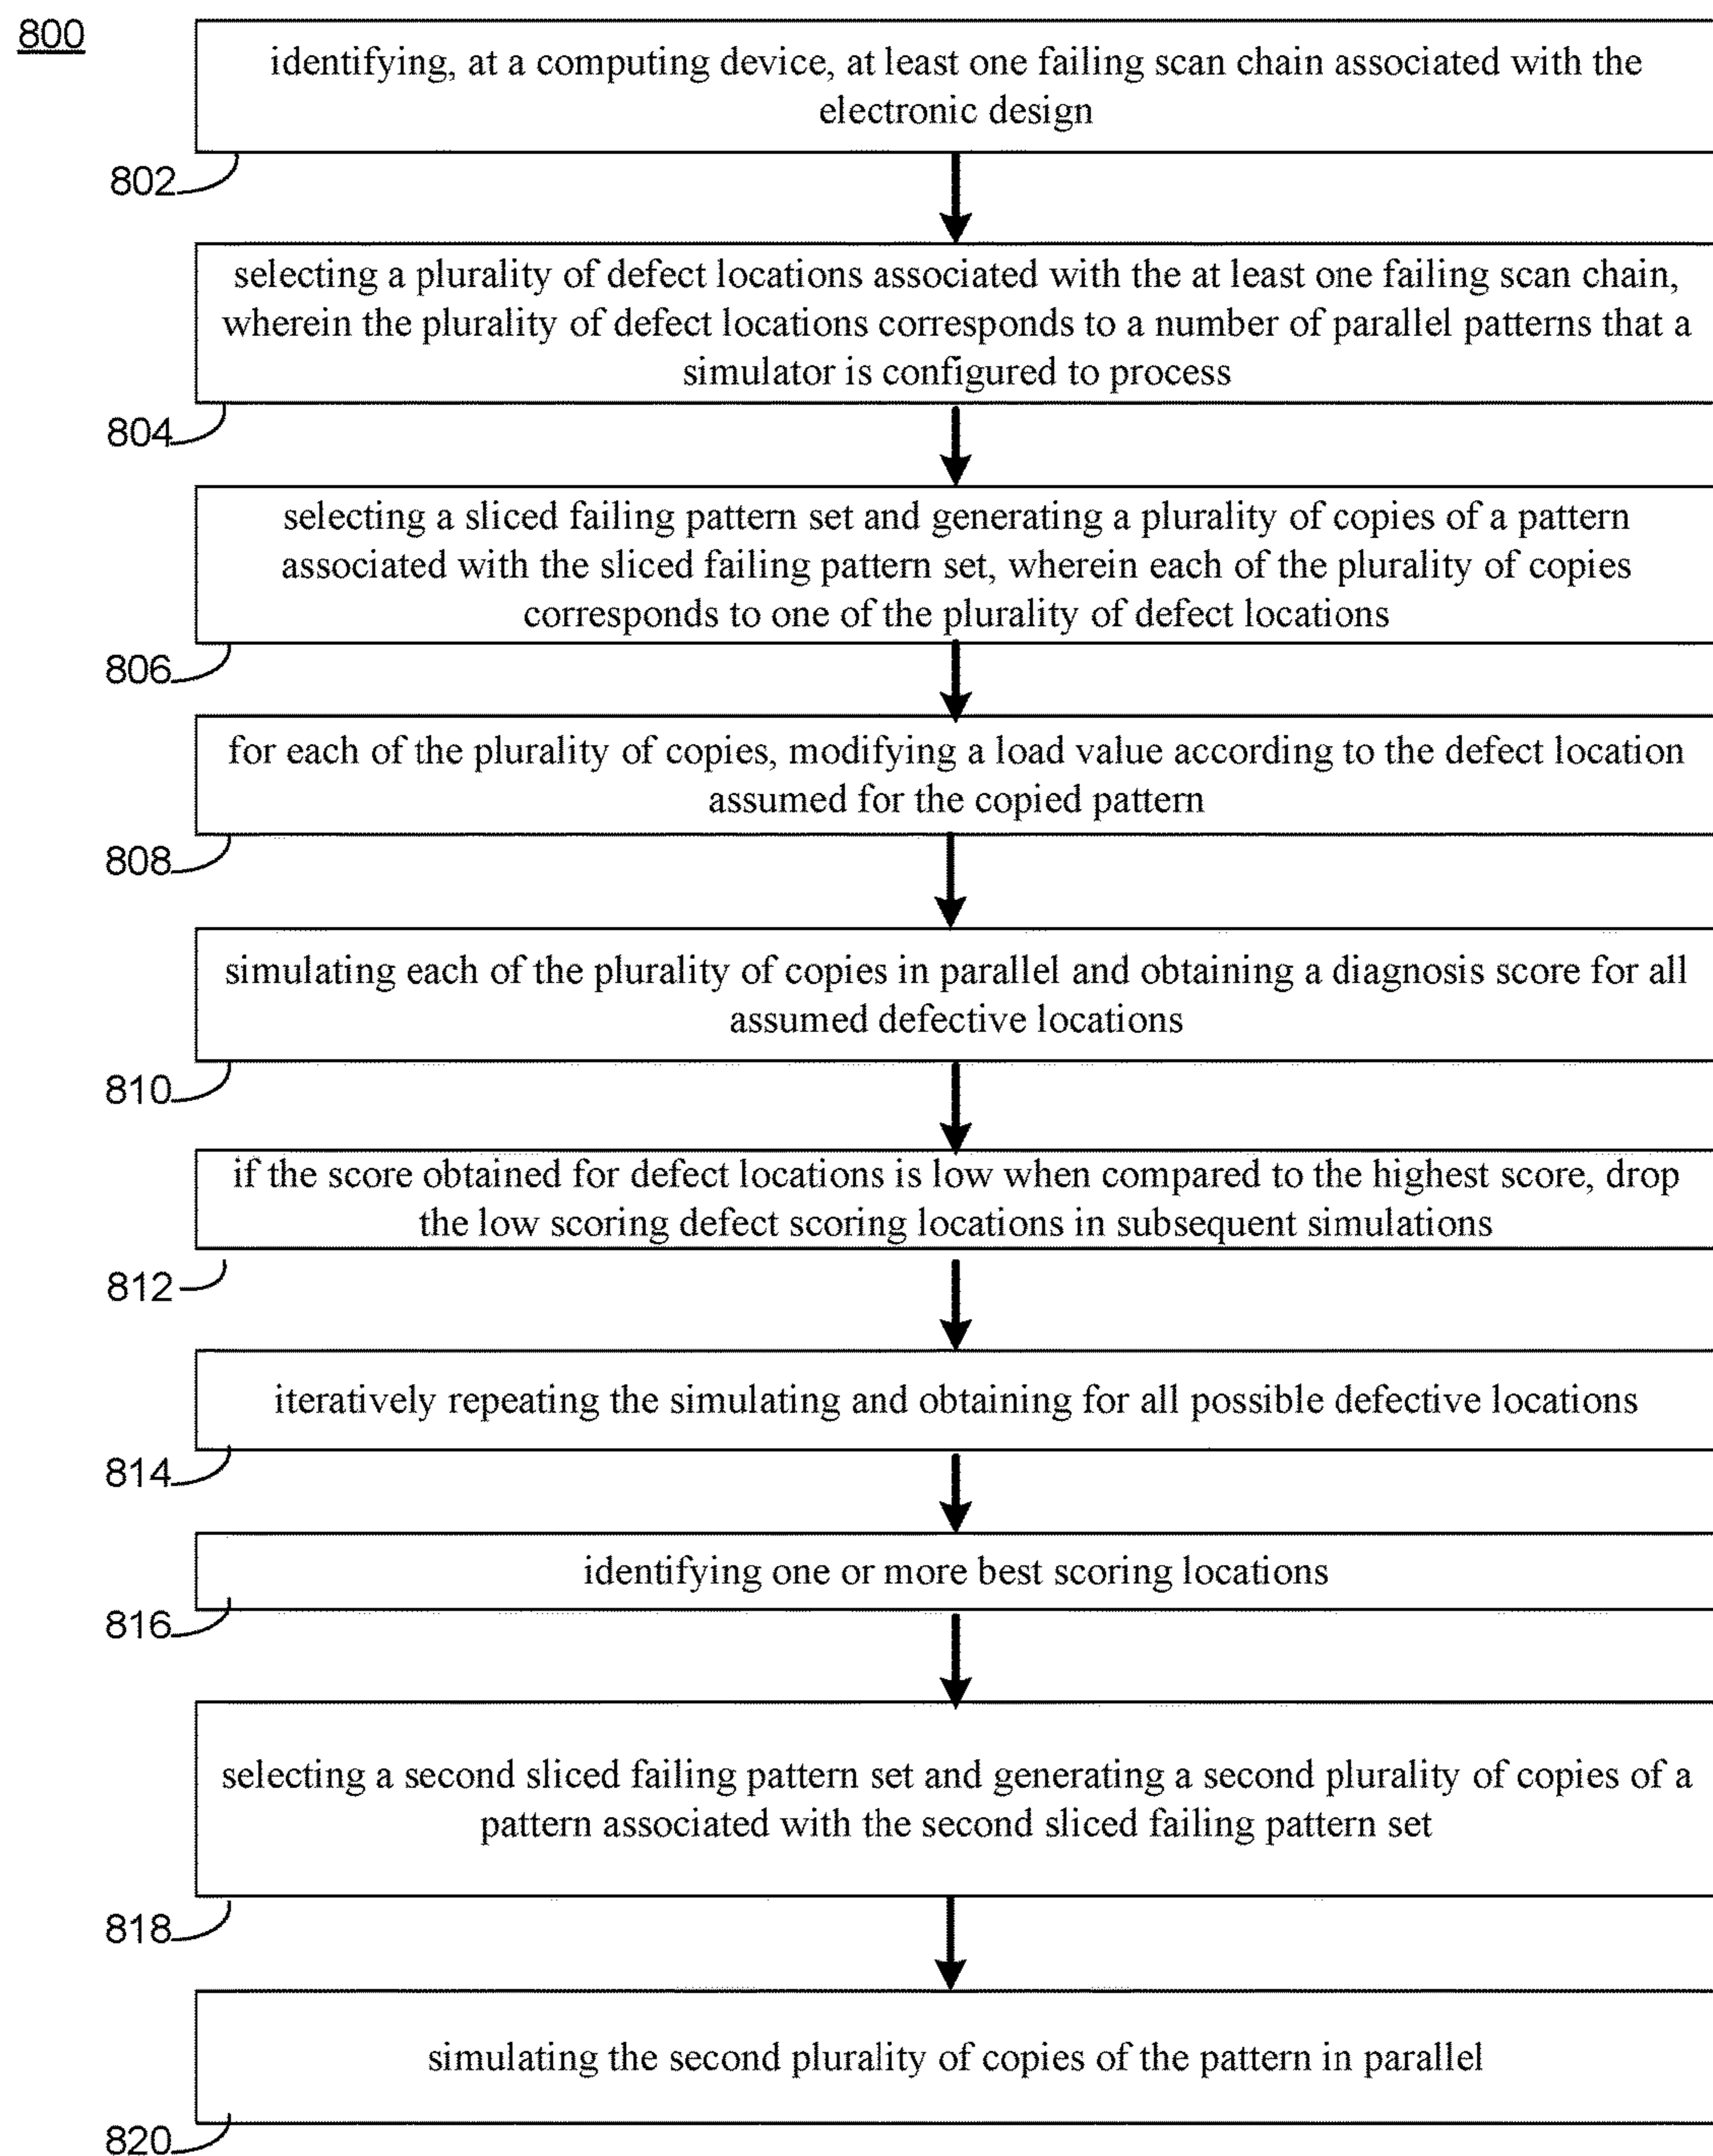 800
identifying, at a computing device, at least one failing scan chain associated with the
electronic design
802
selecting a plurality of defect locations associated with the at least one failing scan chain,
wherein the plurality of defect locations corresponds to a number of parallel patterns that a
simulator is configured to process
804
selecting a sliced failing pattern set and generating a plurality of copies of a pattern
associated with the sliced failing pattern set, wherein each of the plurality of copies
corresponds to one of the plurality of defect locations
806
for each of the plurality of copies, modifying a load value according to the defect location
assumed for the copied pattern
808
simulating each of the plurality of copies in parallel and obtaining a diagnosis score for all
assumed defective locations
810
if the score obtained for defect locations is low when compared to the highest score, drop
the low scoring defect scoring locations in subsequent simulations
812
iteratively repeating the simulating and obtaining for all possible defective locations
814
identifying one or more best scoring locations
816
selecting a second sliced failing pattern set and generating a second plurality of copies of a
pattern associated with the second sliced failing pattern set
818
simulating the second plurality of copies of the pattern in parallel
820